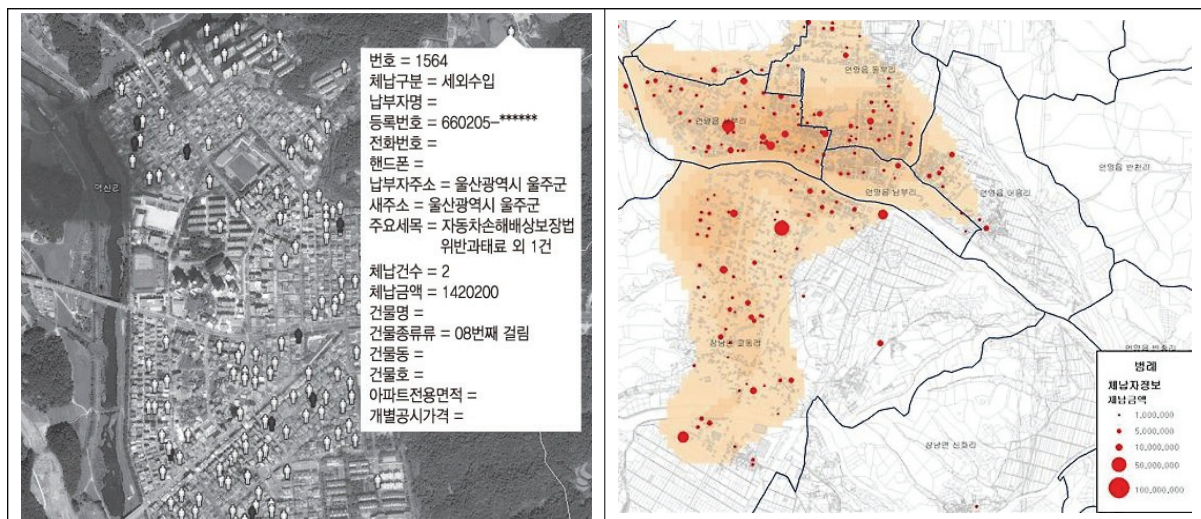 번호 = 1564
체납구분 = 세외수입
납부자명 =
등록번호 = 660205-******
전화번호 =
핸드폰 =
납부자주소 = 울산광역시 울주군
새주소 = 울산광역시 울주군
주요세목 = 자동차손해배상보장법
위반과태료 외 1건
체납건수 = 2
체납금액 = 1420200
건물명 =
건물종류류 = 08번째 걸림
건물동 =
건물호 =
아파트전용면적 =
개별공시가격 =
덕신리
언양읍 동부리
언양읍 남부리
언양읍 어음리
언양읍 반천리
상남면 교동리
상남면 신화리
범례
체납자정보
체납금액
1,000,000
5,000,000
10,000,000
50,000,000
100,000,000